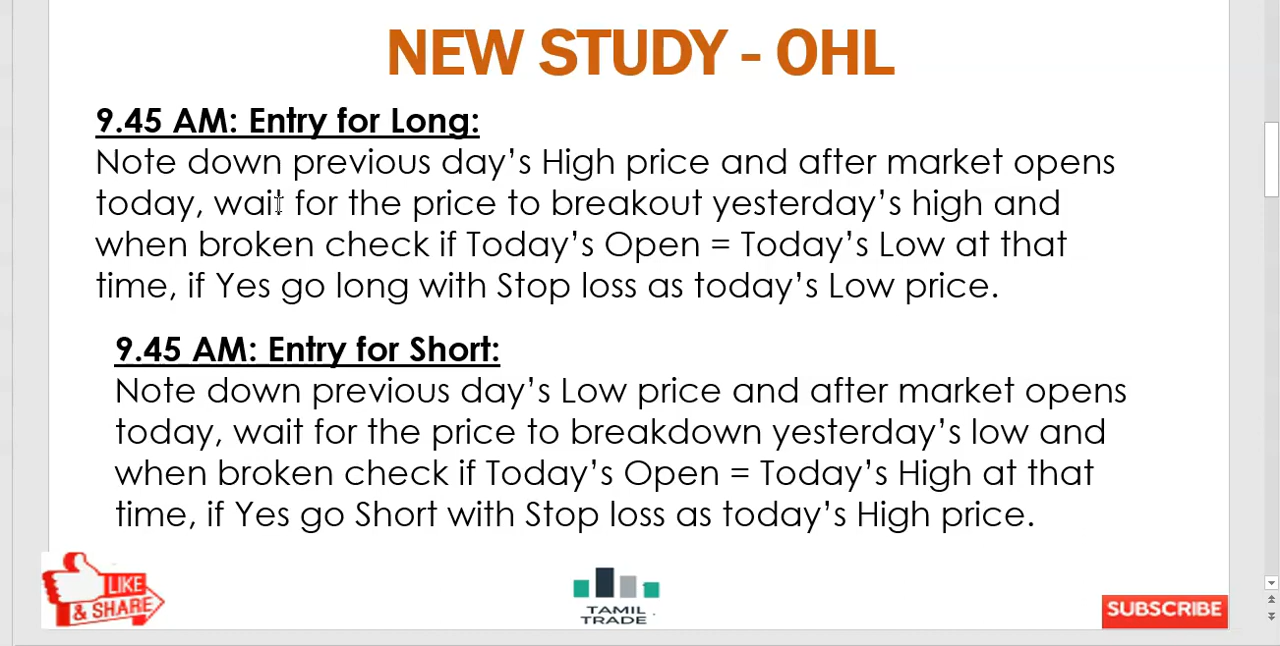 NEW STUDY - OHL
9.45 AM: Entry for Long:
Note down previous day's High price and after market opens
today, wait for the price to breakout yesterday's high and
when broken check if Today's Open = Today's Low at that
time, if Yes go long with Stop loss as today's Low price.
9.45 AM: Entry for Short:
Note down previous day's Low price and after market opens
today, wait for the price to breakdown yesterday's low and
when broken check if Today's Open = Today's High at that
time, if Yes go Short with Stop loss as today's High price.
LIKE
& SHARE
TAMIL
TRADE
SUBSCRIBE